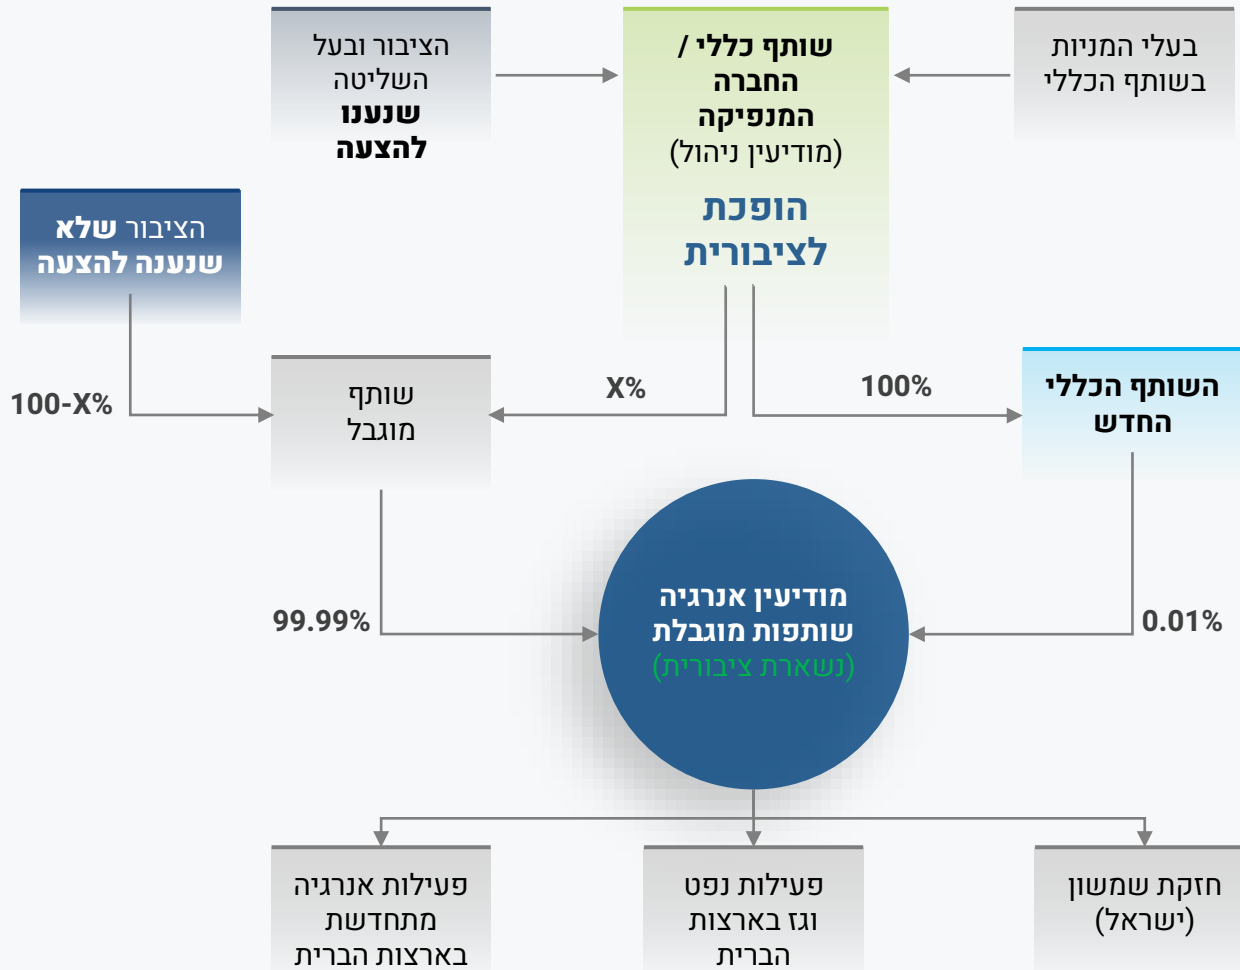 בעלי המניות
בשותף הכללי
שותף כללי /
החברה
המנפיקה
(מודיעין ניהול)
הופכת
לציבורית
הציבור ובעל
השליטה
שנענו
להצעה
הציבור שלא
שנענה להצעה
השותף הכללי
החדש
100%
X%
שותף
מוגבל
100-X%
0.01%
מודיעין אנרגיה
שותפות מוגבלת
(נשארת ציבורית)
99.99%
חזקת שמשון
(ישראל)
פעילות נפט
וגז בארצות
הברית
פעילות אנרגיה
מתחדשת
בארצות הברית